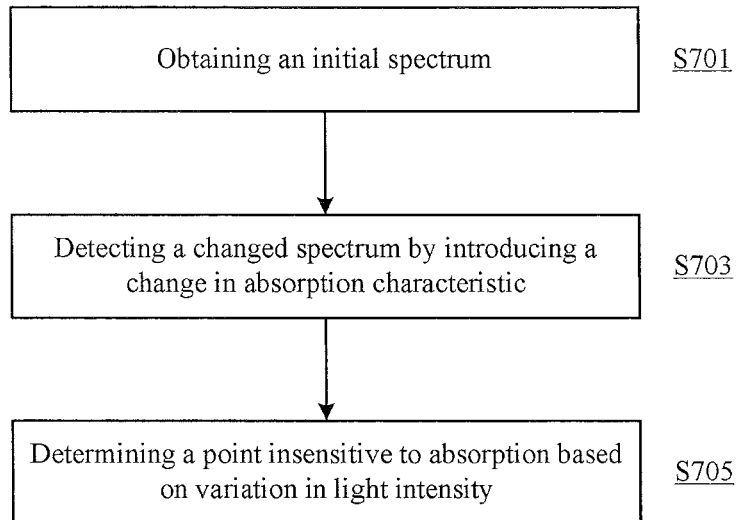 Obtaining an initial spectrum
S701
Detecting a changed spectrum by introducing a
change in absorption characteristic
S703
Determining a point insensitive to absorption based
on variation in light intensity
S705